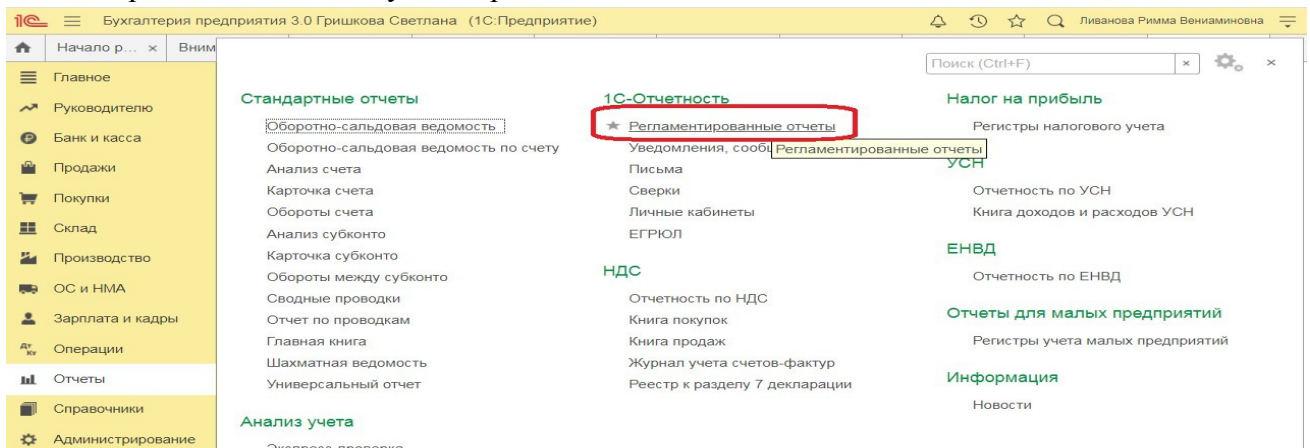 1С Бухгалтерия предприятия 3.0 Гришкова Светлана (1С:Предприятие) Ливанова Римма Вениаминовна
Начало р... × Вним
Поиск (Ctrl+F) × ×
Главное
Руководителю
Банк и касса
Продажи
Покупки
Склад
Производство
ОС и НМА
Зарплата и кадры
Дт Кт Операции
Отчеты
Справочники
Администрирование
Стандартные отчеты
Оборотно-сальдовая ведомость
Оборотно-сальдовая ведомость по счету
Анализ счета
Карточка счета
Обороты счета
Анализ субконто
Карточка субконто
Обороты между субконто
Сводные проводки
Отчет по проводкам
Главная книга
Шахматная ведомость
Универсальный отчет
Анализ учета
1С-Отчетность
Регламентированные отчеты
Уведомления, сообщ
Регламентированные отчеты
Письма
Сверки
Личные кабинеты
ЕГРЮЛ
НДС
Отчетность по НДС
Книга покупок
Книга продаж
Журнал учета счетов-фактур
Реестр к разделу 7 декларации
Налог на прибыль
Регистры налогового учета
УСН
Отчетность по УСН
Книга доходов и расходов УСН
ЕНВД
Отчетность по ЕНВД
Отчеты для малых предприятий
Регистры учета малых предприятий
Информация
Новости